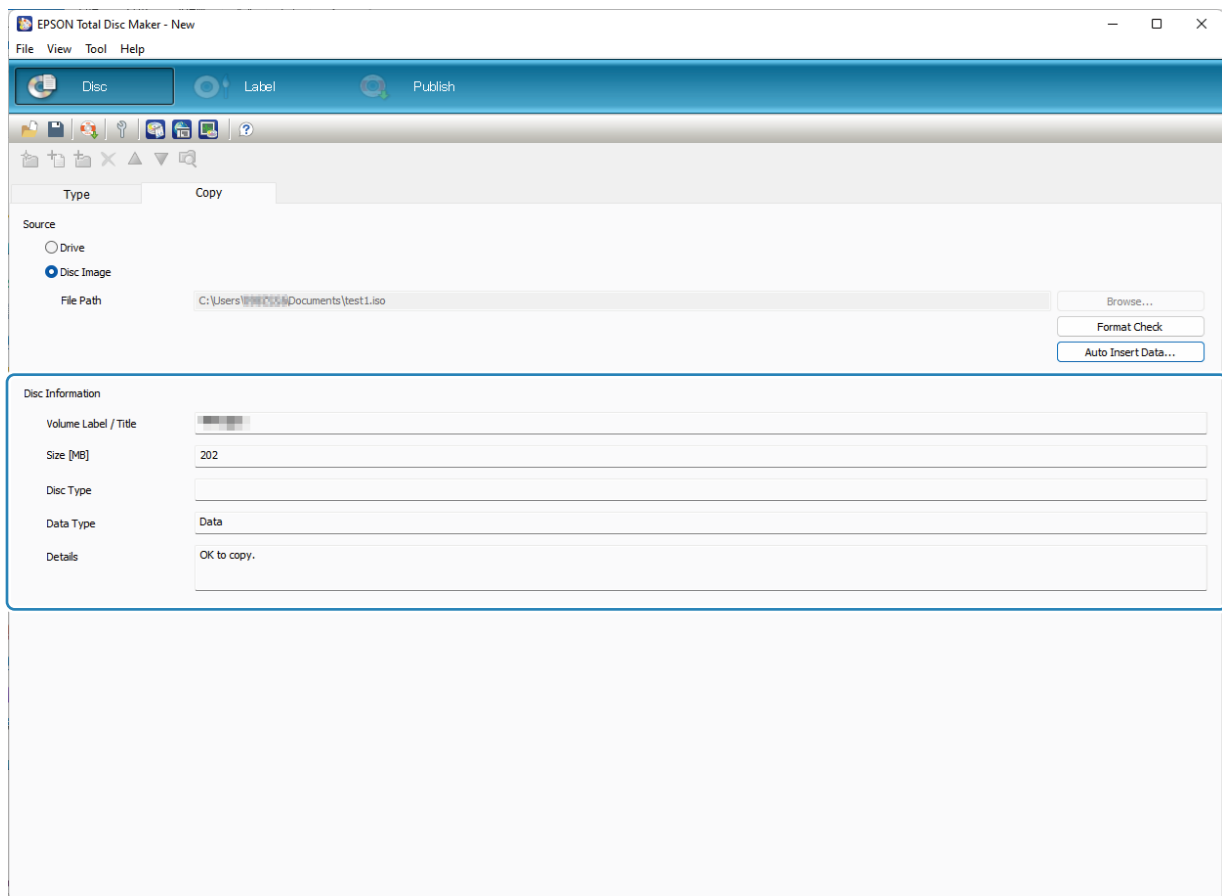 EPSON Total Disc Maker - New
File View Tool Help
Disc Label Publish
Type Copy
Source
Drive
Disc Image
File Path C:\Users\ \Documents\test1.iso Browse...
Format Check
Auto Insert Data...
Disc Information
Volume Label / Title
Size [MB] 202
Disc Type
Data Type Data
Details OK to copy.